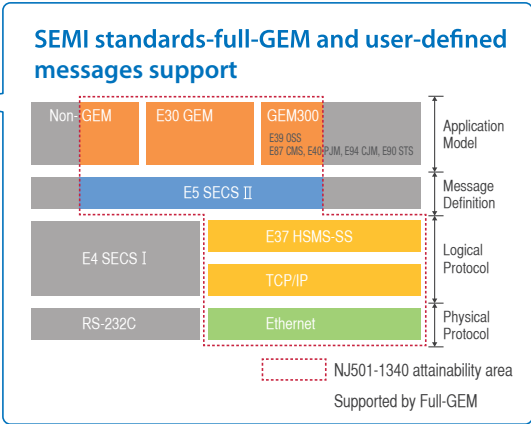 SEMI standards-full-GEM and user-defined
messages support
Non-GEM
E30 GEM
GEM300
E39 OSS
E87 CMS, E40 PJM, E94 CJM, E90 STS
Application
Model
E5 SECS Ⅱ
Message
Definition
E4 SECS Ⅰ
E37 HSMS-SS
TCP/IP
Logical
Protocol
RS-232C
Ethernet
Physical
Protocol
NJ501-1340 attainability area
Supported by Full-GEM